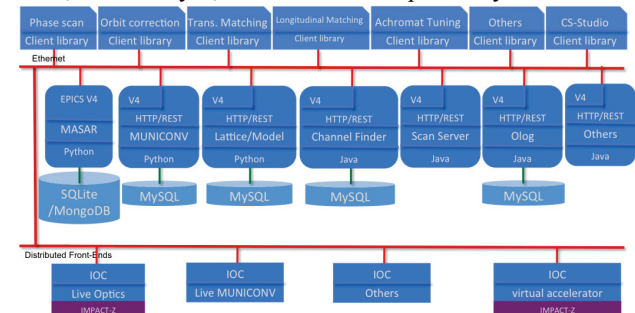 Phase scan
Client library
Orbit correction
Client library
Trans. Matching
Client library
Longitudinal Matching
Client library
Achromat Tuning
Client library
Others
Client library
CS-Studio
Client library
Ethernet
EPICS V4
MASAR
Python
V4
HTTP/REST
MUNICONV
Python
V4
HTTP/REST
Lattice/Model
Python
V4
HTTP/REST
Channel Finder
Java
V4
HTTP/REST
Scan Server
Java
V4
HTTP/REST
Olog
Java
V4
HTTP/REST
Others
Java
SQLite
/MongoDB
MySQL
MySQL
MySQL
MySQL
Distributed Front-Ends
IOC
Live Optics
IMPACT-Z
IOC
Live MUNICONV
IOC
Others
IOC
virtual accelerator
IMPACT-Z